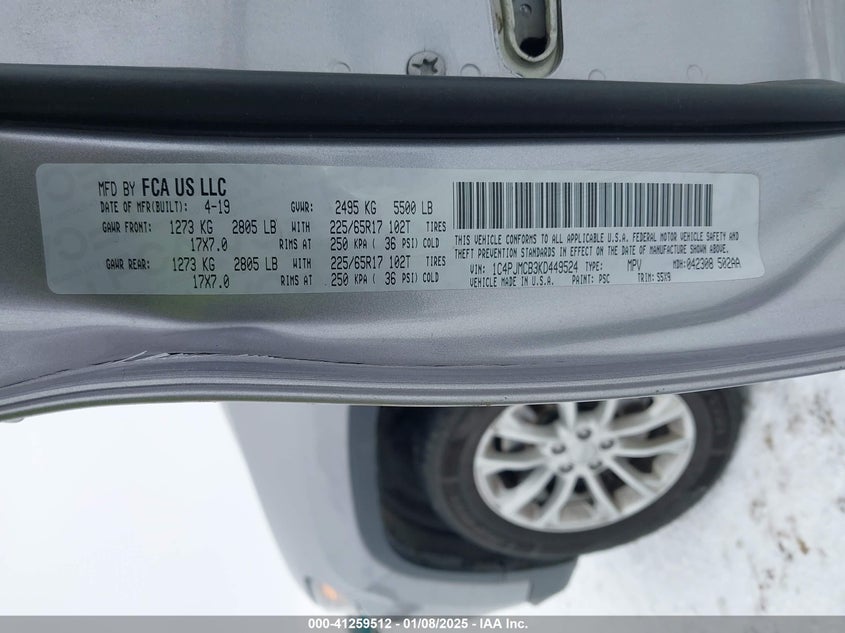 MFD BY FCA US LLC
DATE OF MFR(BUILT): 4-19 GVWR: 2495 KG 5500 LB
GAWR FRONT: 1273 KG 2805 LB WITH 225/65R17 102T TIRES
17X7.0 RIMS AT 250 KPA ( 36 PSI) COLD
GAWR REAR: 1273 KG 2805 LB WITH 225/65R17 102T TIRES
17X7.0 RIMS AT 250 KPA ( 36 PSI) COLD
THIS VEHICLE CONFORMS TO ALL APPLICABLE U.S.A. FEDERAL MOTOR VEHICLE SAFETY AND
THEFT PREVENTION STANDARDS IN EFFECT ON THE DATE OF MANUFACTURE SHOWN ABOVE.
VIN: 1C4PJMCB3KD449524 TYPE: MPV MDH:042308 502AA
VEHICLE MADE IN U.S.A. PAINT: PSC TRIM: S5X9
000-41259512 - 01/08/2025 - IAA Inc.